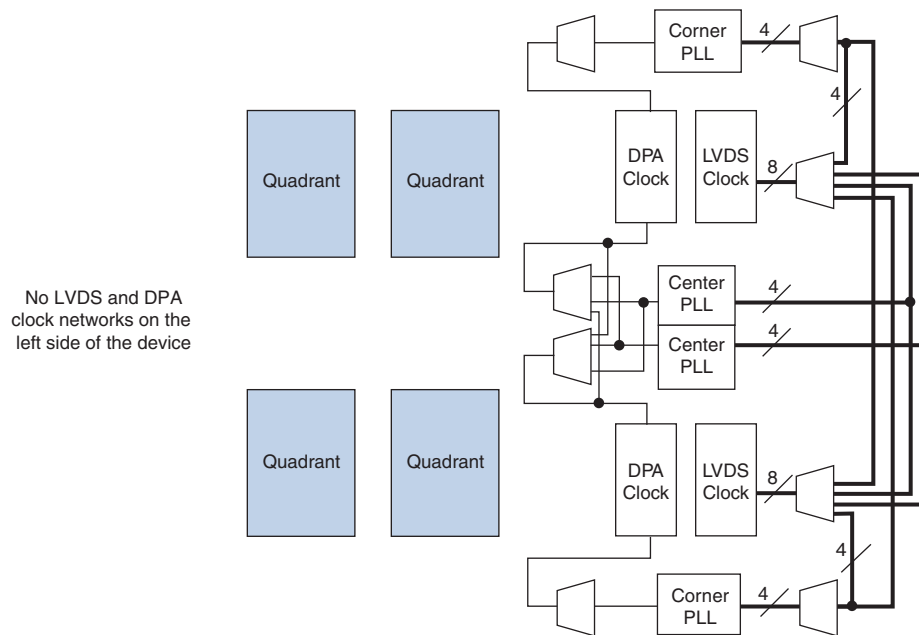 Corner
PLL
4
4
Quadrant
Quadrant
DPA
Clock
LVDS
Clock
8
No LVDS and DPA
clock networks on the
left side of the device
Center
PLL
4
Center
PLL
4
Quadrant
Quadrant
DPA
Clock
LVDS
Clock
8
4
Corner
PLL
4